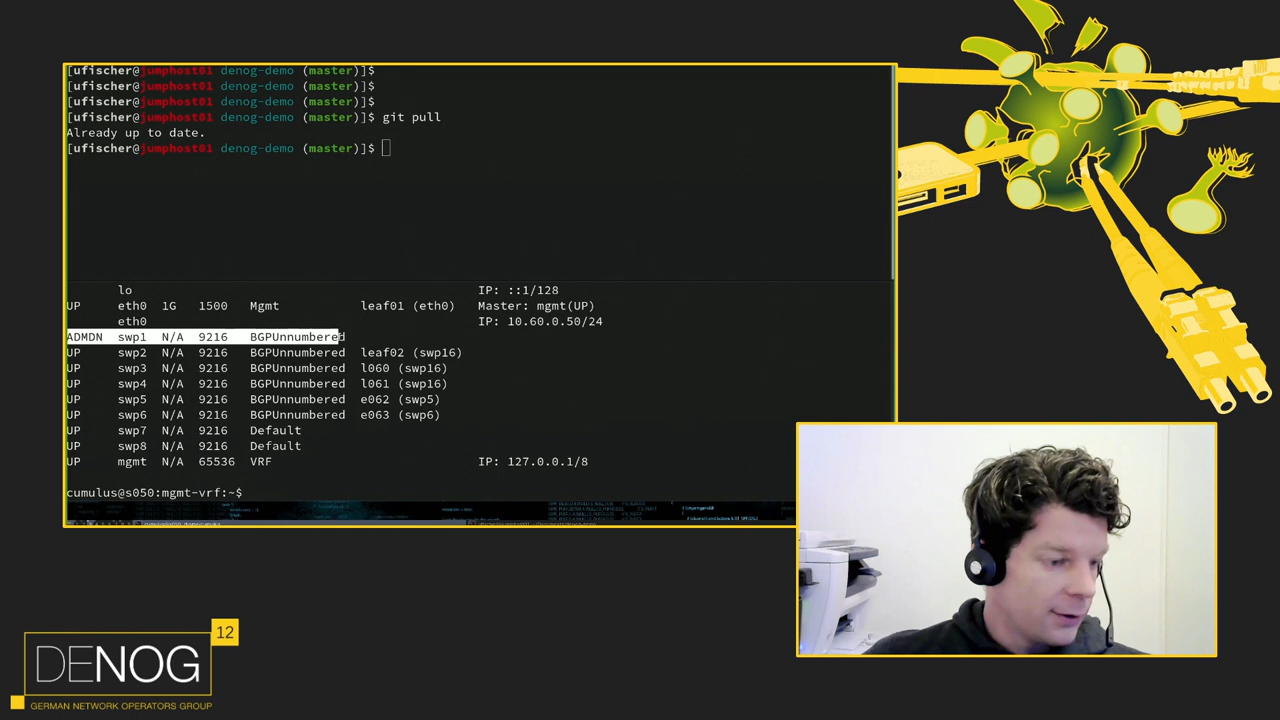 [ufischer@jumphost01 denog-demo (master)]$
[ufischer@jumphost01 denog-demo (master)]$
[ufischer@jumphost01 denog-demo (master)]$
[ufischer@jumphost01 denog-demo (master)]$ git pull
Already up to date.
[ufischer@jumphost01 denog-demo (master)]$
lo IP: ::1/128
UP eth0 1G 1500 Mgmt leaf01 (eth0) Master: mgmt(UP)
eth0 IP: 10.60.0.50/24
ADMDN swp1 N/A 9216 BGPUnnumbered
UP swp2 N/A 9216 BGPUnnumbered leaf02 (swp16)
UP swp3 N/A 9216 BGPUnnumbered l060 (swp16)
UP swp4 N/A 9216 BGPUnnumbered l061 (swp16)
UP swp5 N/A 9216 BGPUnnumbered e062 (swp5)
UP swp6 N/A 9216 BGPUnnumbered e063 (swp6)
UP swp7 N/A 9216 Default
UP swp8 N/A 9216 Default
UP mgmt N/A 65536 VRF IP: 127.0.0.1/8
cumulus@s050:mgmt-vrf:~$
12
DENOG
GERMAN NETWORK OPERATORS GROUP